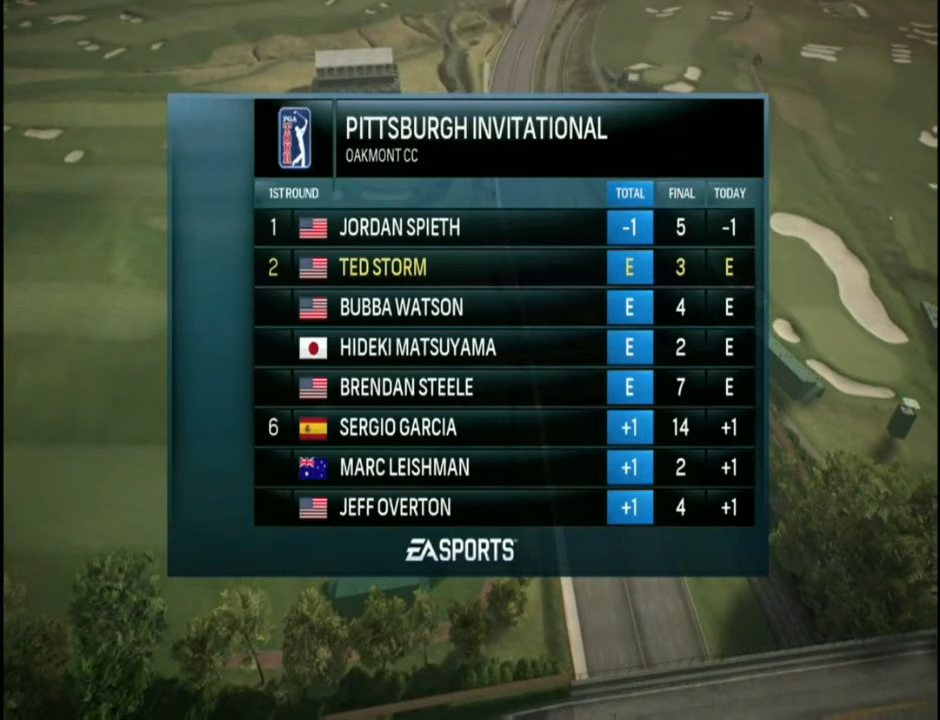 PGA TOUR
PITTSBURGH INVITATIONAL
OAKMONT CC
1ST ROUND TOTAL FINAL TODAY
1 JORDAN SPIETH -1 5 -1
2 TED STORM E 3 E
BUBBA WATSON E 4 E
HIDEKI MATSUYAMA E 2 E
BRENDAN STEELE E 7 E
6 SERGIO GARCIA +1 14 +1
MARC LEISHMAN +1 2 +1
JEFF OVERTON +1 4 +1
EA SPORTS